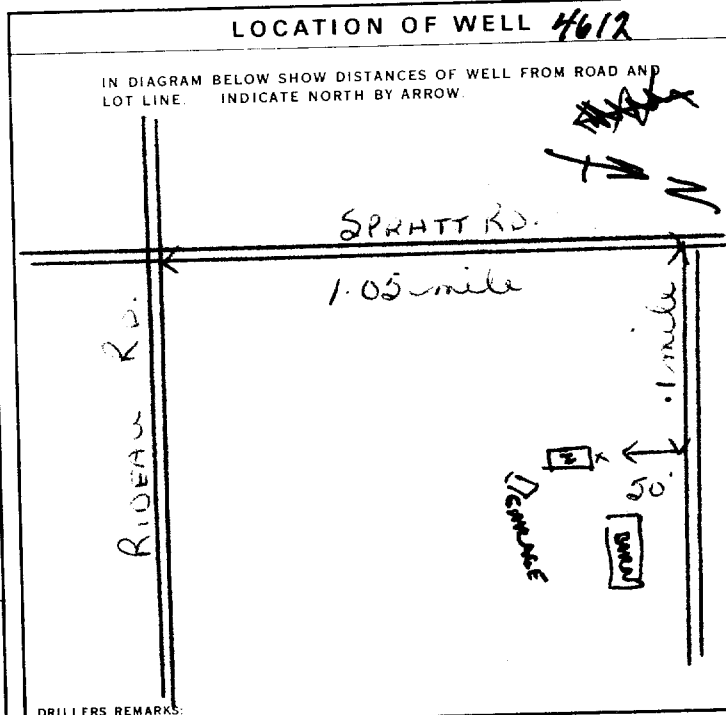 LOCATION OF WELL 4612
IN DIAGRAM BELOW SHOW DISTANCES OF WELL FROM ROAD AND
LOT LINE. INDICATE NORTH BY ARROW.
N
SPRATT RD.
1.05 mile
RIDEAU RD.
.1 mile
50.
GARAGE
BARN
DRILLERS REMARKS: